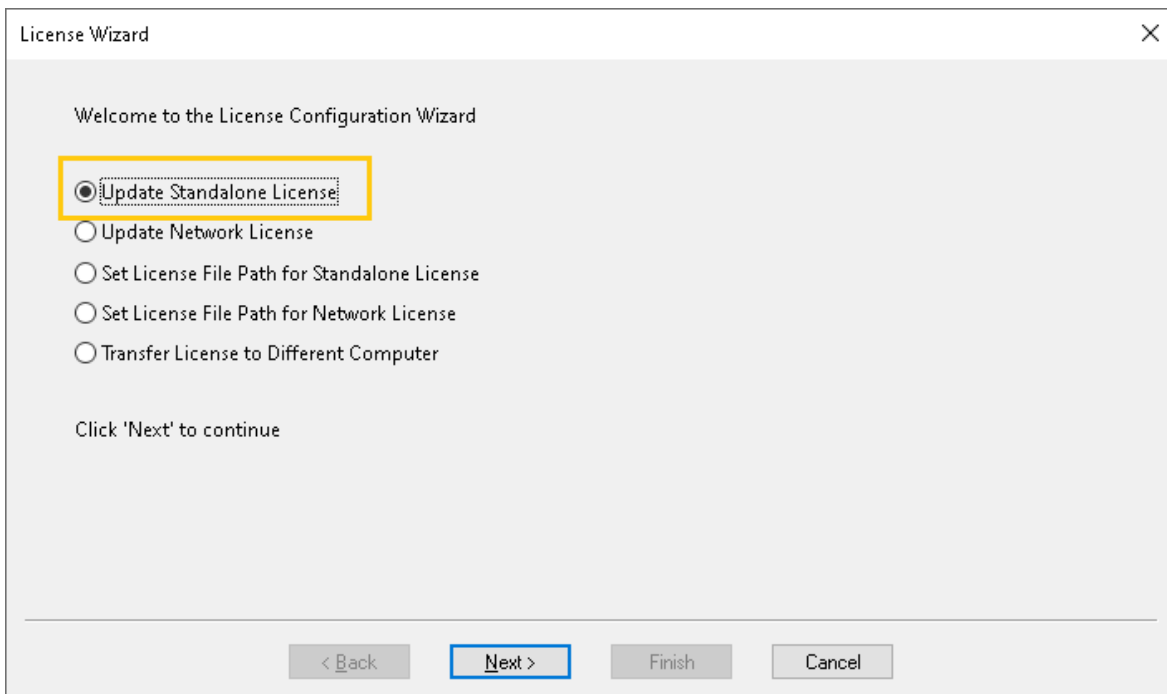 License Wizard
Welcome to the License Configuration Wizard
Update Standalone License
Update Network License
Set License File Path for Standalone License
Set License File Path for Network License
Transfer License to Different Computer
Click 'Next' to continue
< Back Next > Finish Cancel